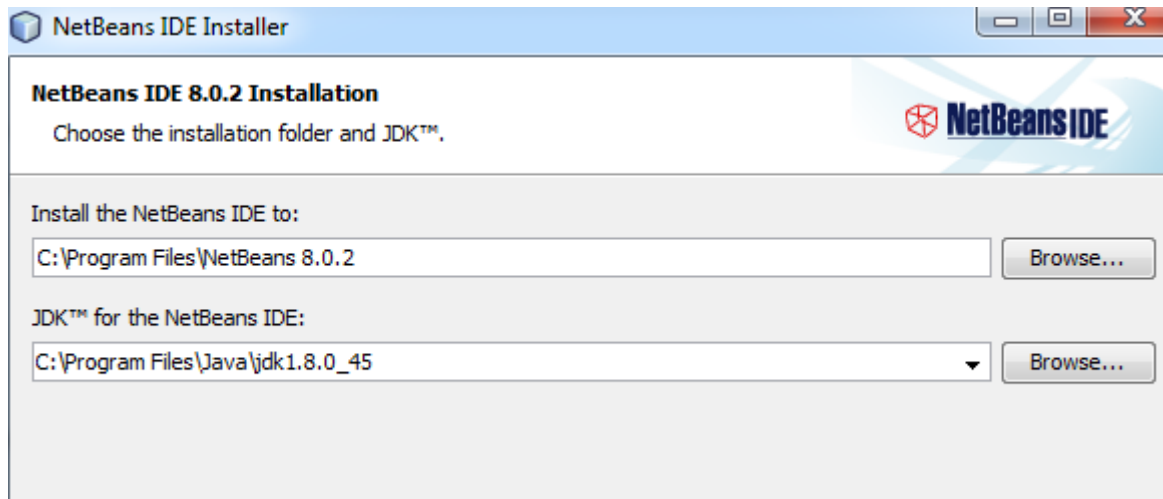 NetBeans IDE Installer
NetBeans IDE 8.0.2 Installation
Choose the installation folder and JDK™.
NetBeans IDE
Install the NetBeans IDE to:
C:\Program Files\NetBeans 8.0.2
Browse...
JDK™ for the NetBeans IDE:
C:\Program Files\Java\jdk1.8.0_45
Browse...